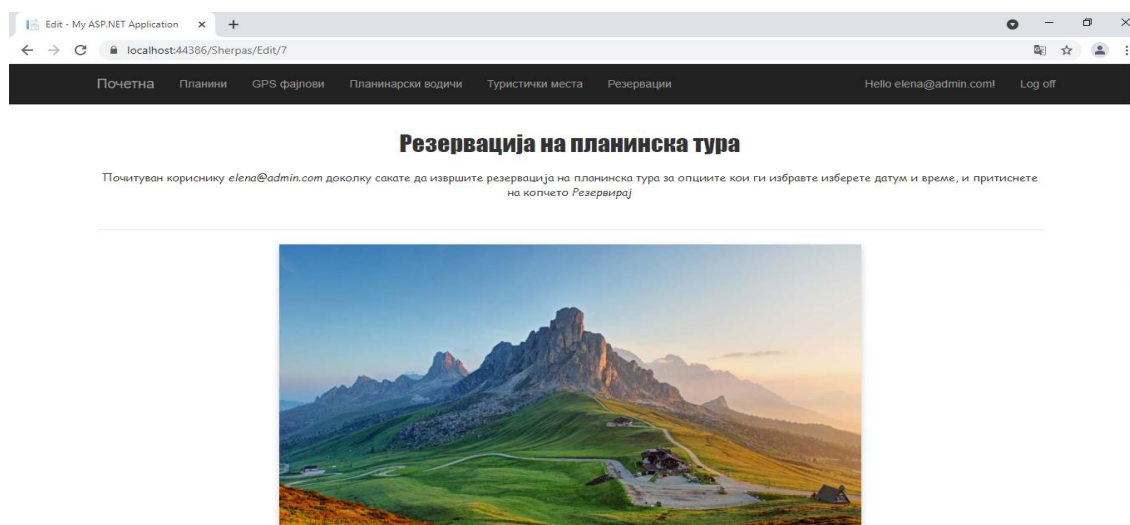 Edit - My ASP.NET Application
localhost:44386/Sherpas/Edit/7
Почетна Планини GPS фајлови Планинарски водичи Туристички места Резервации Hello elena@admin.com! Log off
Резервација на планинска тура
Почитуван кориснику elena@admin.com доколку сакате да извршите резервација на планинска тура за опциите кои ги избравте изберете датум и време, и притиснете
на копчето Резервирај